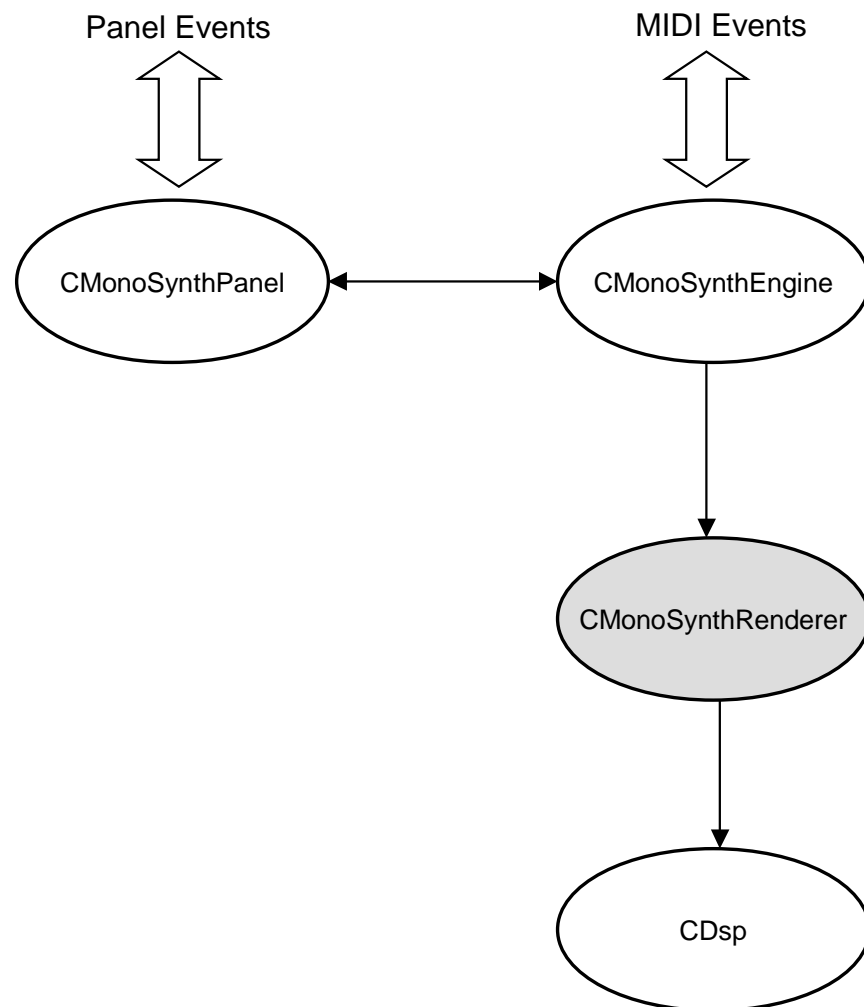 Panel Events
MIDI Events
CMonoSynthPanel
CMonoSynthEngine
CMonoSynthRenderer
CDsp